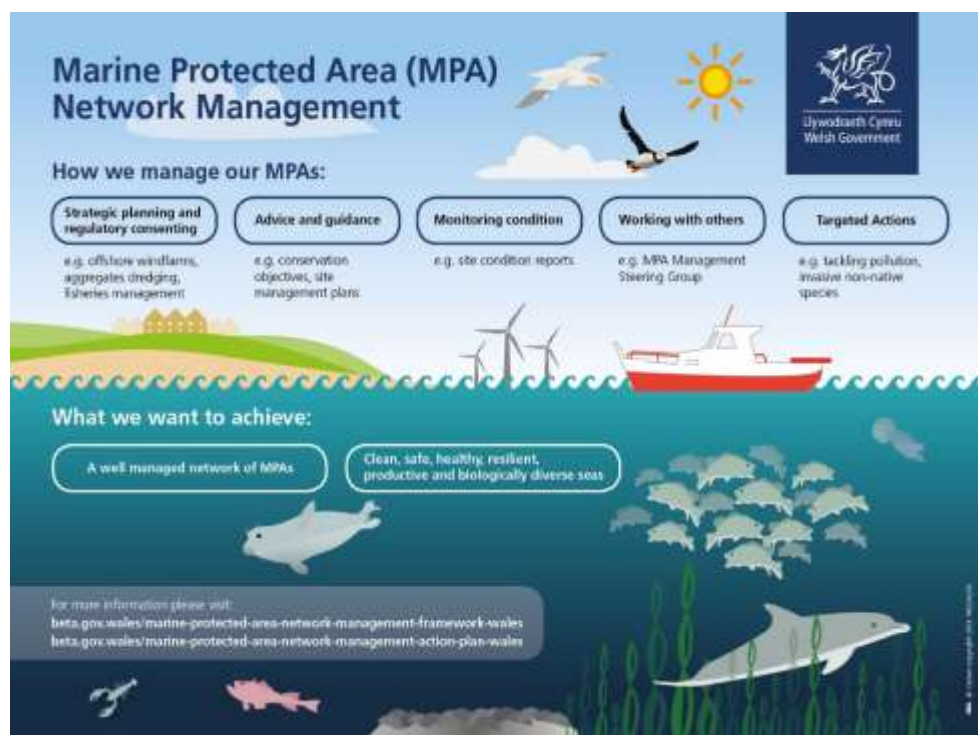 Marine Protected Area (MPA)
Network Management
Llywodraeth Cymru
Welsh Government
How we manage our MPAs:
Strategic planning and
regulatory consenting
e.g. offshore windfarms,
aggregates dredging,
fisheries management
Advice and guidance
e.g. conservation
objectives, site
management plans
Monitoring condition
e.g. site condition reports
Working with others
e.g. MPA Management
Steering Group
Targeted Actions
e.g. tackling pollution,
invasive non-native
species
What we want to achieve:
A well managed network of MPAs
Clean, safe, healthy, resilient,
productive and biologically diverse seas
For more information please visit:
beta.gov.wales/marine-protected-area-network-management-framework-wales
beta.gov.wales/marine-protected-area-network-management-action-plan-wales